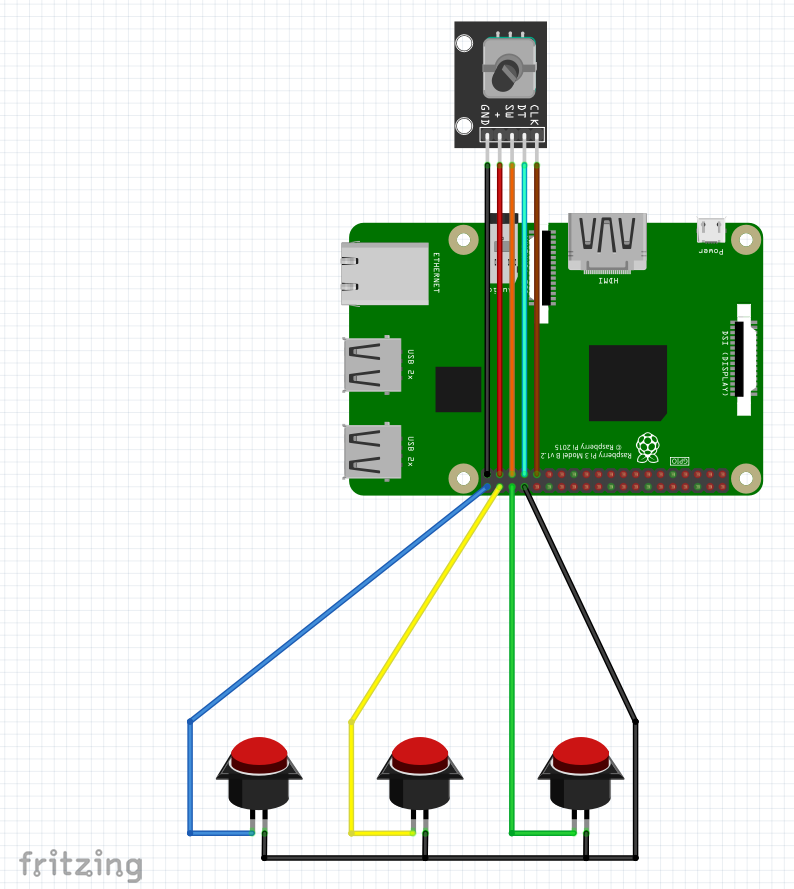 GND
+
SW
DT
CLK
Power
HDMI
ETHERNET
USB 2x
DSI (DISPLAY)
USB 2x
Raspberry Pi 3 Model B v1.2
© Raspberry Pi 2015
GPIO
fritzing